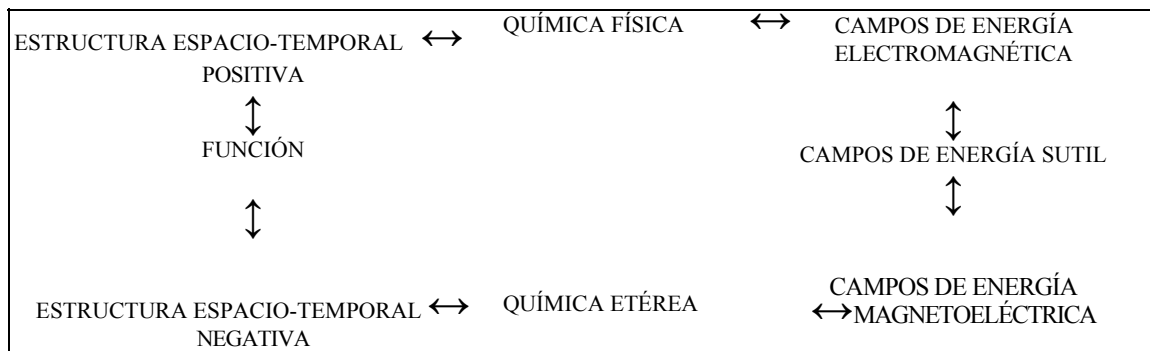 ESTRUCTURA ESPACIO-TEMPORAL ↔ QUÍMICA FÍSICA ↔ CAMPOS DE ENERGÍA
POSITIVA ELECTROMAGNÉTICA
↕ ↕
FUNCIÓN CAMPOS DE ENERGÍA SUTIL
↕ ↕
ESTRUCTURA ESPACIO-TEMPORAL ↔ QUÍMICA ETÉREA CAMPOS DE ENERGÍA
NEGATIVA ↔MAGNETOELÉCTRICA